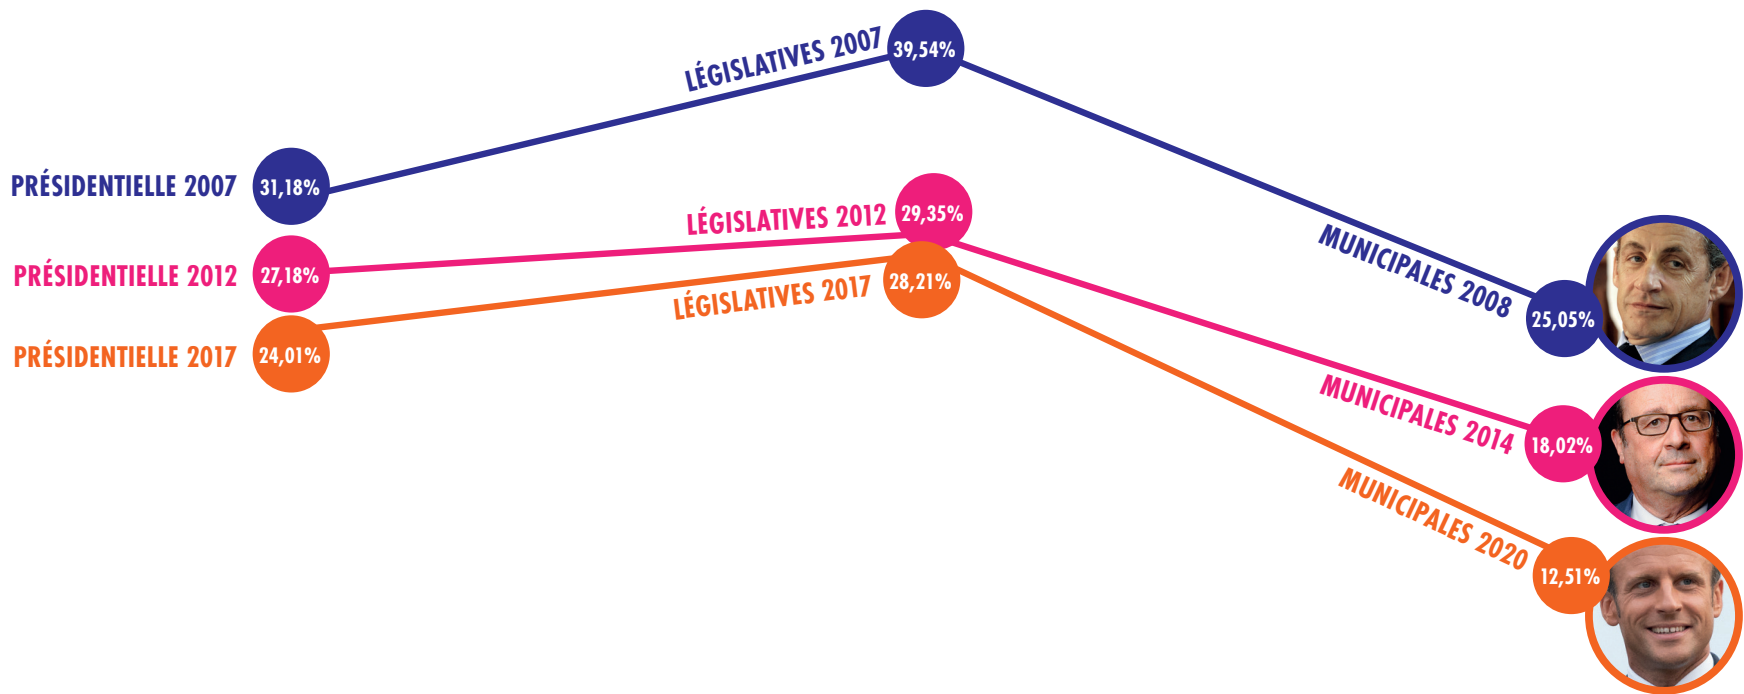 LÉGISLATIVES 2007
39,54%
PRÉSIDENTIELLE 2007
31,18%
LÉGISLATIVES 2012
29,35%
MUNICIPALES 2008
25,05%
PRÉSIDENTIELLE 2012
27,18%
LÉGISLATIVES 2017
28,21%
PRÉSIDENTIELLE 2017
24,01%
MUNICIPALES 2014
18,02%
MUNICIPALES 2020
12,51%